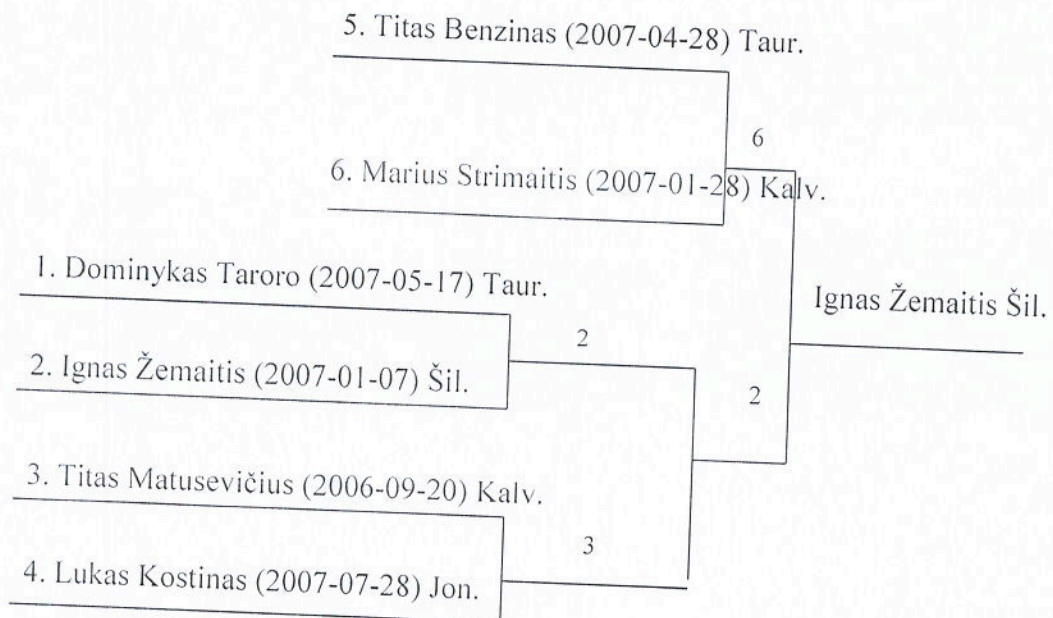 5. Titas Benzinas (2007-04-28) Taur.
6
6. Marius Strimaitis (2007-01-28) Kalv.
1. Dominykas Taroro (2007-05-17) Taur.
Ignas Žemaitis Šil.
2
2. Ignas Žemaitis (2007-01-07) Šil.
2
3. Titas Matusevičius (2006-09-20) Kalv.
3
4. Lukas Kostinas (2007-07-28) Jon.